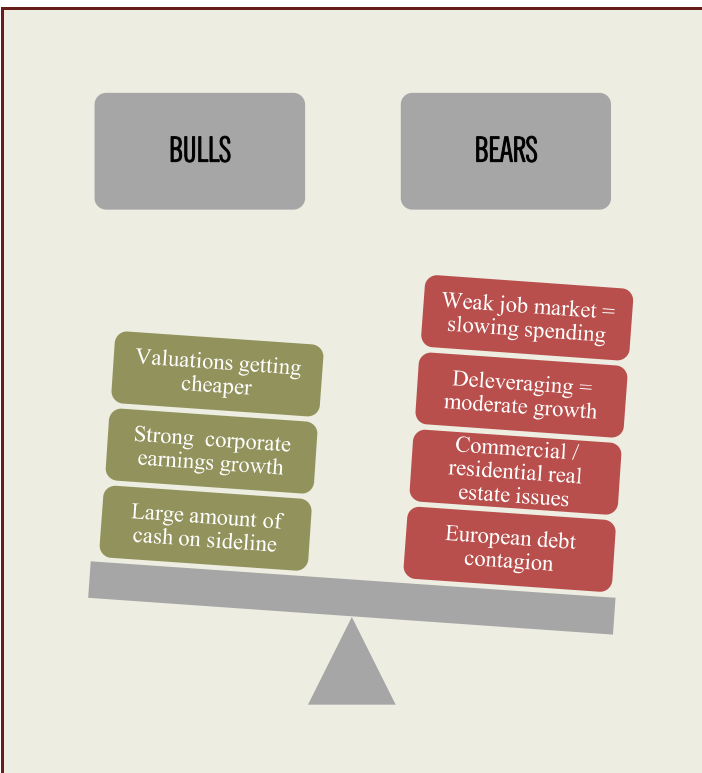 BULLS
BEARS
Valuations getting
cheaper
Strong corporate
earnings growth
Large amount of
cash on sideline
Weak job market =
slowing spending
Deleveraging =
moderate growth
Commercial /
residential real
estate issues
European debt
contagion